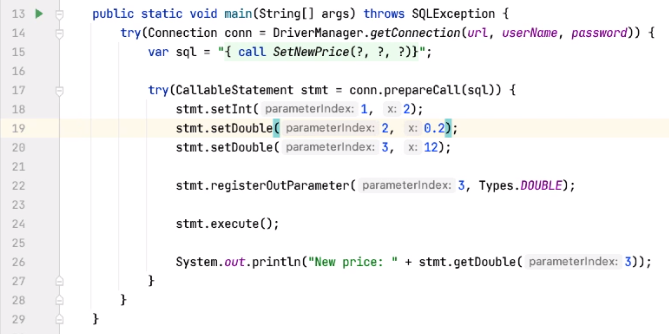 13 public static void main(String[] args) throws SQLException {
14 try(Connection conn = DriverManager.getConnection(url, userName, password)) {
15 var sql = "{ call SetNewPrice(?, ?, ?)}";
16
17 try(CallableStatement stmt = conn.prepareCall(sql)) {
18 stmt.setInt( parameterIndex: 1, x: 2);
19 stmt.setDouble( parameterIndex: 2, x: 0.2);
20 stmt.setDouble( parameterIndex: 3, x: 12);
21
22 stmt.registerOutParameter( parameterIndex: 3, Types.DOUBLE);
23
24 stmt.execute();
25
26 System.out.println("New price: " + stmt.getDouble( parameterIndex: 3));
27 }
28 }
29 }